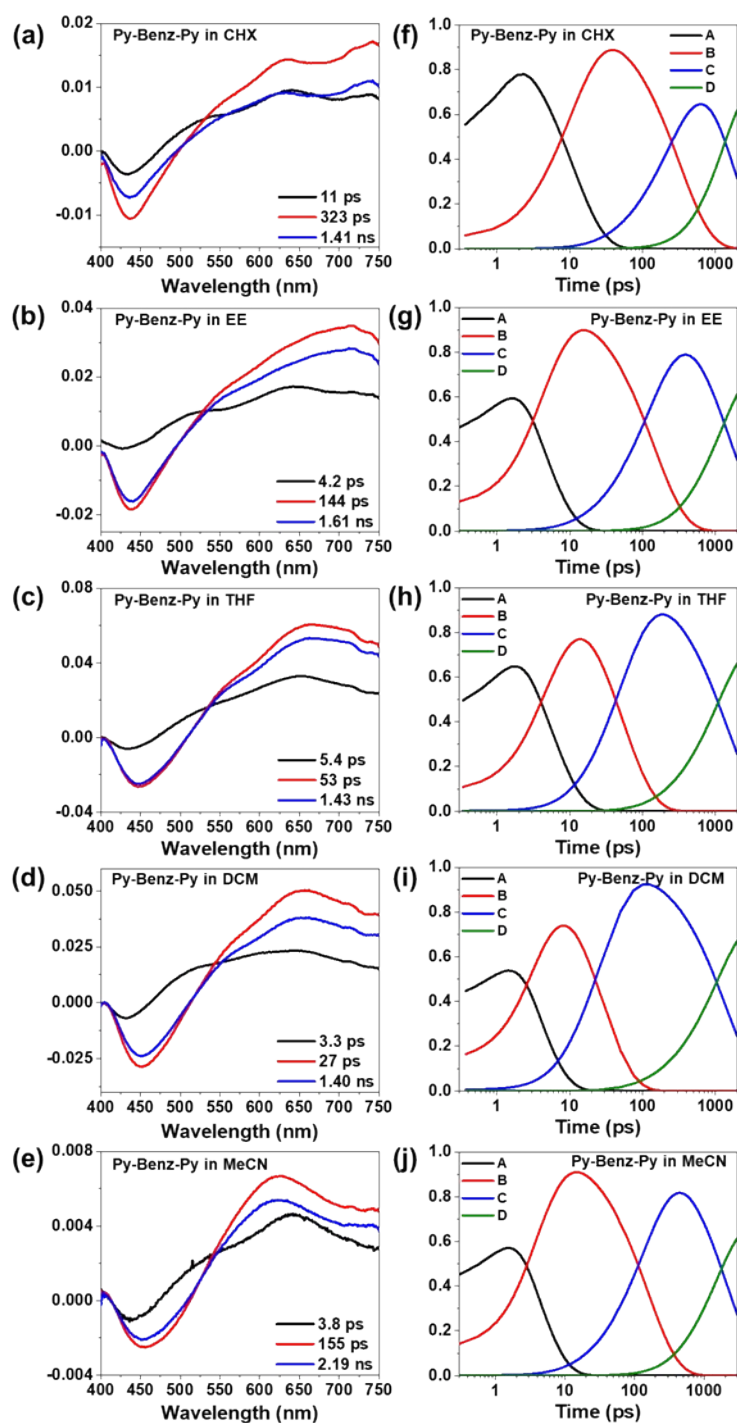 (a)
Py-Benz-Py in CHX
0.02
0.01
0.00
-0.01
11 ps
323 ps
1.41 ns
400 450 500 550 600 650 700 750
Wavelength (nm)
(f)
Py-Benz-Py in CHX
A
B
C
D
1.0
0.8
0.6
0.4
0.2
0.0
1 10 100 1000
Time (ps)
(b)
Py-Benz-Py in EE
0.04
0.02
0.00
-0.02
4.2 ps
144 ps
1.61 ns
400 450 500 550 600 650 700 750
Wavelength (nm)
(g)
Py-Benz-Py in EE
A
B
C
D
1.0
0.8
0.6
0.4
0.2
0.0
1 10 100 1000
Time (ps)
(c)
Py-Benz-Py in THF
0.08
0.04
0.00
-0.04
5.4 ps
53 ps
1.43 ns
400 450 500 550 600 650 700 750
Wavelength (nm)
(h)
Py-Benz-Py in THF
A
B
C
D
1.0
0.8
0.6
0.4
0.2
0.0
1 10 100 1000
Time (ps)
(d)
Py-Benz-Py in DCM
0.050
0.025
0.000
-0.025
3.3 ps
27 ps
1.40 ns
400 450 500 550 600 650 700 750
Wavelength (nm)
(i)
Py-Benz-Py in DCM
A
B
C
D
1.0
0.8
0.6
0.4
0.2
0.0
1 10 100 1000
Time (ps)
(e)
Py-Benz-Py in MeCN
0.008
0.004
0.000
-0.004
3.8 ps
155 ps
2.19 ns
400 450 500 550 600 650 700 750
Wavelength (nm)
(j)
Py-Benz-Py in MeCN
A
B
C
D
1.0
0.8
0.6
0.4
0.2
0.0
1 10 100 1000
Time (ps)